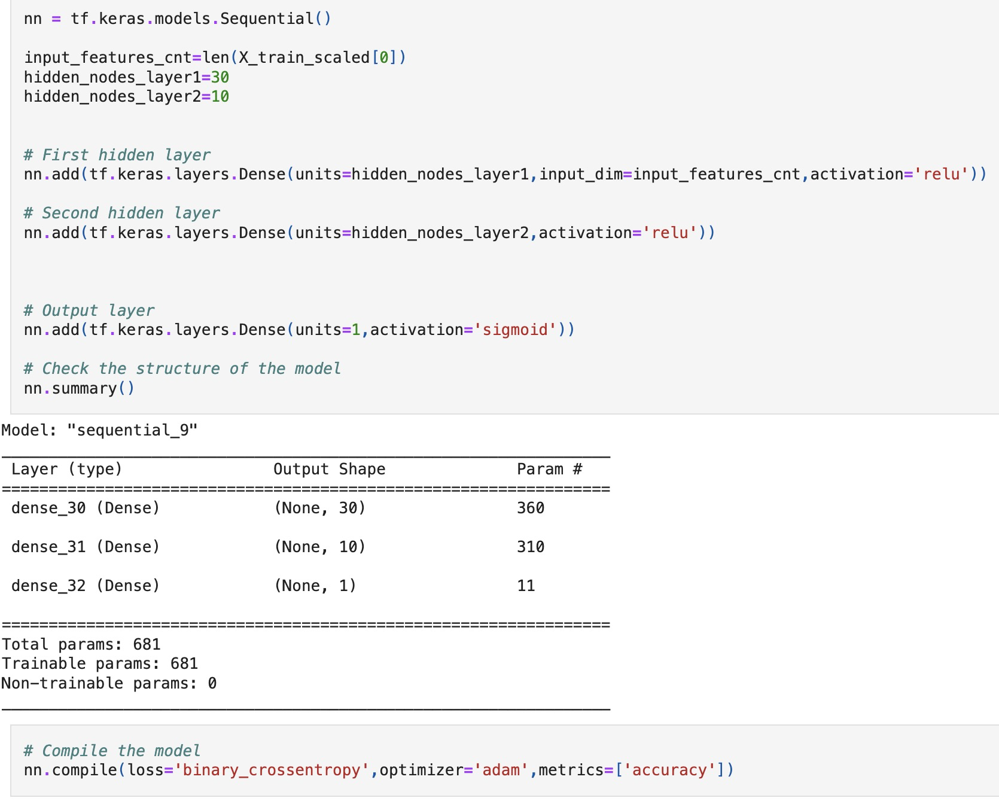 nn = tf.keras.models.Sequential()
input_features_cnt=len(X_train_scaled[0])
hidden_nodes_layer1=30
hidden_nodes_layer2=10
# First hidden layer
nn.add(tf.keras.layers.Dense(units=hidden_nodes_layer1,input_dim=input_features_cnt,activation='relu'))
# Second hidden layer
nn.add(tf.keras.layers.Dense(units=hidden_nodes_layer2,activation='relu'))
# Output layer
nn.add(tf.keras.layers.Dense(units=1,activation='sigmoid'))
# Check the structure of the model
nn.summary()
Model: "sequential_9"
_________________________________________________________________
Layer (type)                Output Shape              Param #
=================================================================
dense_30 (Dense)            (None, 30)                360
dense_31 (Dense)            (None, 10)                310
dense_32 (Dense)            (None, 1)                 11
=================================================================
Total params: 681
Trainable params: 681
Non-trainable params: 0
_________________________________________________________________
# Compile the model
nn.compile(loss='binary_crossentropy',optimizer='adam',metrics=['accuracy'])